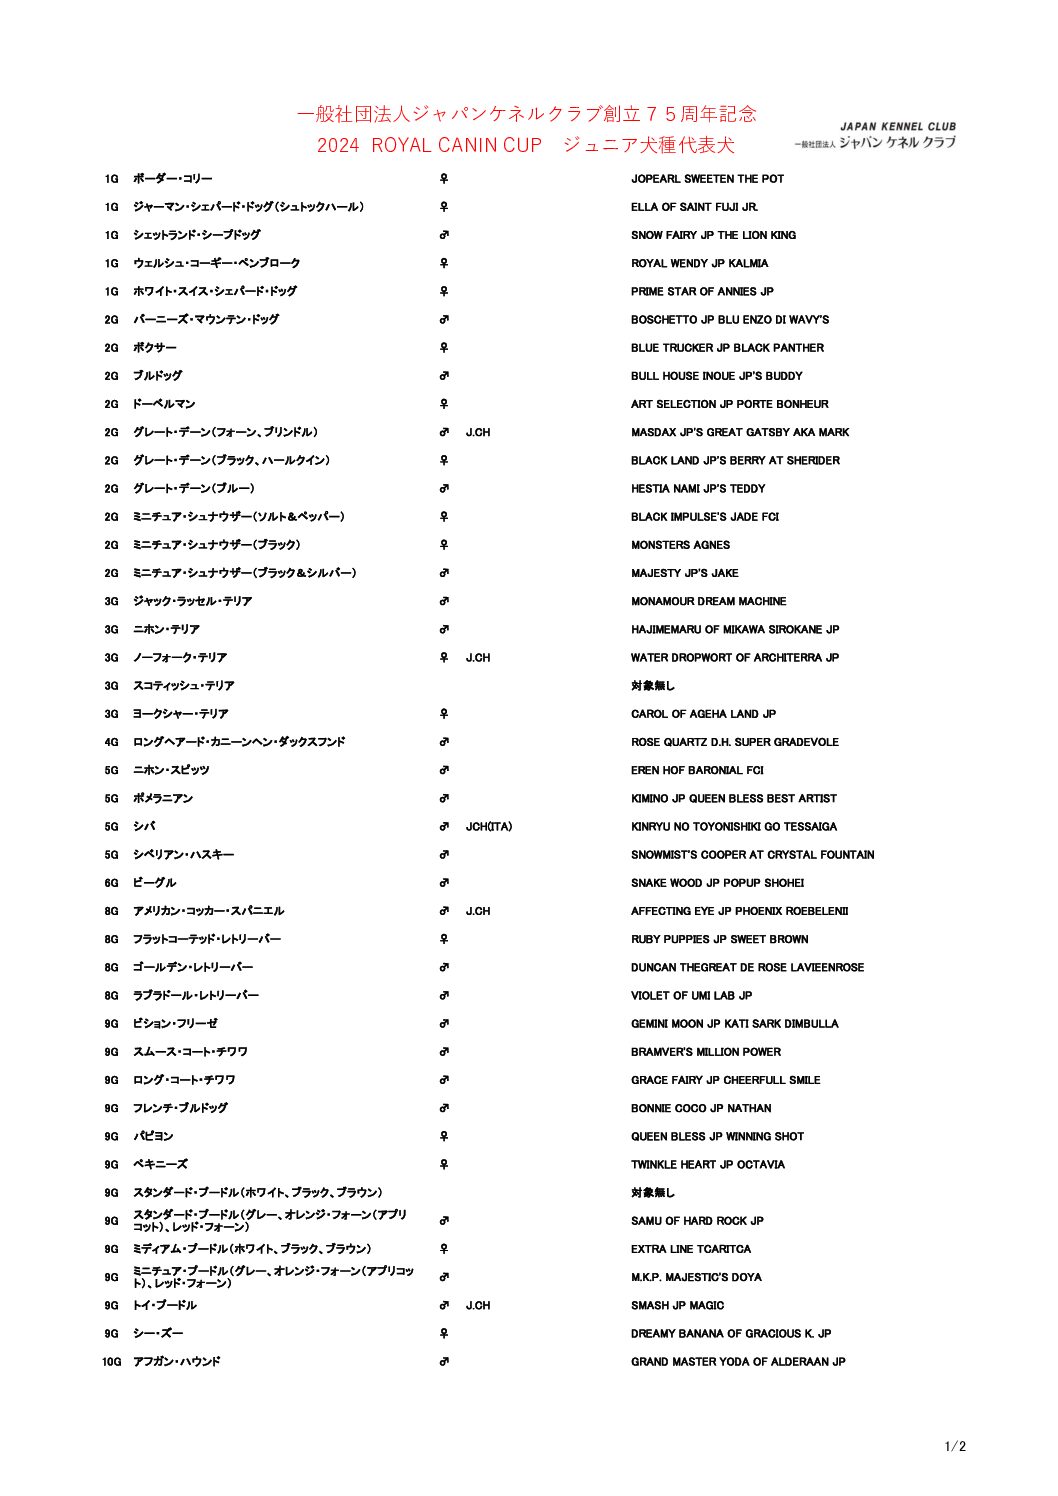 一般社団法人ジャパンケネルクラブ創立７５周年記念
2024 ROYAL CANIN CUP　ジュニア犬種代表犬
JAPAN KENNEL CLUB
一般社団法人 ジャパン ケネル クラブ
1G ボーダー・コリー ♀ JOPEARL SWEETEN THE POT
1G ジャーマン・シェパード・ドッグ（シュトックハール） ♀ ELLA OF SAINT FUJI JR.
1G シェットランド・シープドッグ ♂ SNOW FAIRY JP THE LION KING
1G ウェルシュ・コーギー・ペンブローク ♀ ROYAL WENDY JP KALMIA
1G ホワイト・スイス・シェパード・ドッグ ♀ PRIME STAR OF ANNIES JP
2G バーニーズ・マウンテン・ドッグ ♂ BOSCHETTO JP BLU ENZO DI WAVY'S
2G ボクサー ♀ BLUE TRUCKER JP BLACK PANTHER
2G ブルドッグ ♂ BULL HOUSE INOUE JP'S BUDDY
2G ドーベルマン ♀ ART SELECTION JP PORTE BONHEUR
2G グレート・デーン（フォーン、ブリンドル） ♂ J.CH MASDAX JP'S GREAT GATSBY AKA MARK
2G グレート・デーン（ブラック、ハールクイン） ♀ BLACK LAND JP'S BERRY AT SHERIDER
2G グレート・デーン（ブルー） ♂ HESTIA NAMI JP'S TEDDY
2G ミニチュア・シュナウザー（ソルト&ペッパー） ♀ BLACK IMPULSE'S JADE FCI
2G ミニチュア・シュナウザー（ブラック） ♀ MONSTERS AGNES
2G ミニチュア・シュナウザー（ブラック&シルバー） ♂ MAJESTY JP'S JAKE
3G ジャック・ラッセル・テリア ♂ MONAMOUR DREAM MACHINE
3G ニホン・テリア ♂ HAJIMEMARU OF MIKAWA SIROKANE JP
3G ノーフォーク・テリア ♀ J.CH WATER DROPWORT OF ARCHITERRA JP
3G スコティッシュ・テリア 対象無し
3G ヨークシャー・テリア ♀ CAROL OF AGEHA LAND JP
4G ロングヘアード・カニーンヘン・ダックスフンド ♂ ROSE QUARTZ D.H. SUPER GRADEVOLE
5G ニホン・スピッツ ♂ EREN HOF BARONIAL FCI
5G ポメラニアン ♂ KIMINO JP QUEEN BLESS BEST ARTIST
5G シバ ♂ JCH(ITA) KINRYU NO TOYONISHIKI GO TESSAIGA
5G シベリアン・ハスキー ♂ SNOWMIST'S COOPER AT CRYSTAL FOUNTAIN
6G ビーグル ♂ SNAKE WOOD JP POPUP SHOHEI
8G アメリカン・コッカー・スパニエル ♂ J.CH AFFECTING EYE JP PHOENIX ROEBELENII
8G フラットコーテッド・レトリーバー ♀ RUBY PUPPIES JP SWEET BROWN
8G ゴールデン・レトリーバー ♂ DUNCAN THEGREAT DE ROSE LAVIEENROSE
8G ラブラドール・レトリーバー ♂ VIOLET OF UMI LAB JP
9G ビション・フリーゼ ♂ GEMINI MOON JP KATI SARK DIMBULLA
9G スムース・コート・チワワ ♂ BRAMVER'S MILLION POWER
9G ロング・コート・チワワ ♂ GRACE FAIRY JP CHEERFULL SMILE
9G フレンチ・ブルドッグ ♂ BONNIE COCO JP NATHAN
9G パピヨン ♀ QUEEN BLESS JP WINNING SHOT
9G ペキニーズ ♀ TWINKLE HEART JP OCTAVIA
9G スタンダード・プードル（ホワイト、ブラック、ブラウン） 対象無し
9G スタンダード・プードル（グレー、オレンジ・フォーン（アプリ
コット）、レッド・フォーン） ♂ SAMU OF HARD ROCK JP
9G ミディアム・プードル（ホワイト、ブラック、ブラウン） ♀ EXTRA LINE TCARITCA
9G ミニチュア・プードル（グレー、オレンジ・フォーン（アプリコッ
ト）、レッド・フォーン） ♂ M.K.P. MAJESTIC'S DOYA
9G トイ・プードル ♂ J.CH SMASH JP MAGIC
9G シー・ズー ♀ DREAMY BANANA OF GRACIOUS K. JP
10G アフガン・ハウンド ♂ GRAND MASTER YODA OF ALDERAAN JP
1/2